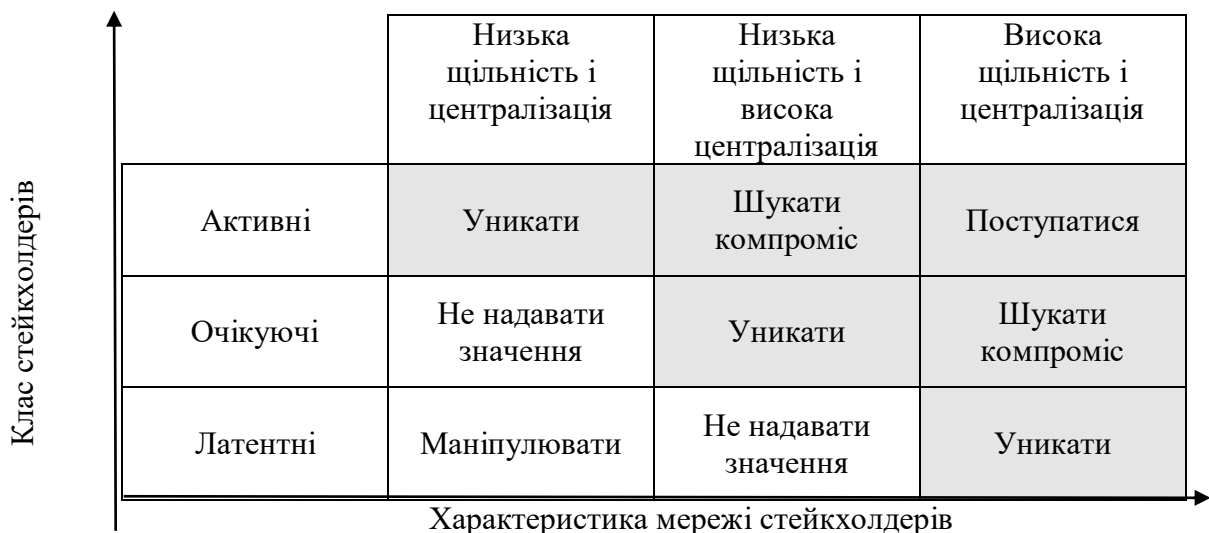 Низька
щільність і
централізація
Низька
щільність і
висока
централізація
Висока
щільність і
централізація
Клас стейкхолдерів
Активні
Уникати
Шукати
компроміс
Поступатися
Очікуючі
Не надавати
значення
Уникати
Шукати
компроміс
Латентні
Маніпулювати
Не надавати
значення
Уникати
Характеристика мережі стейкхолдерів